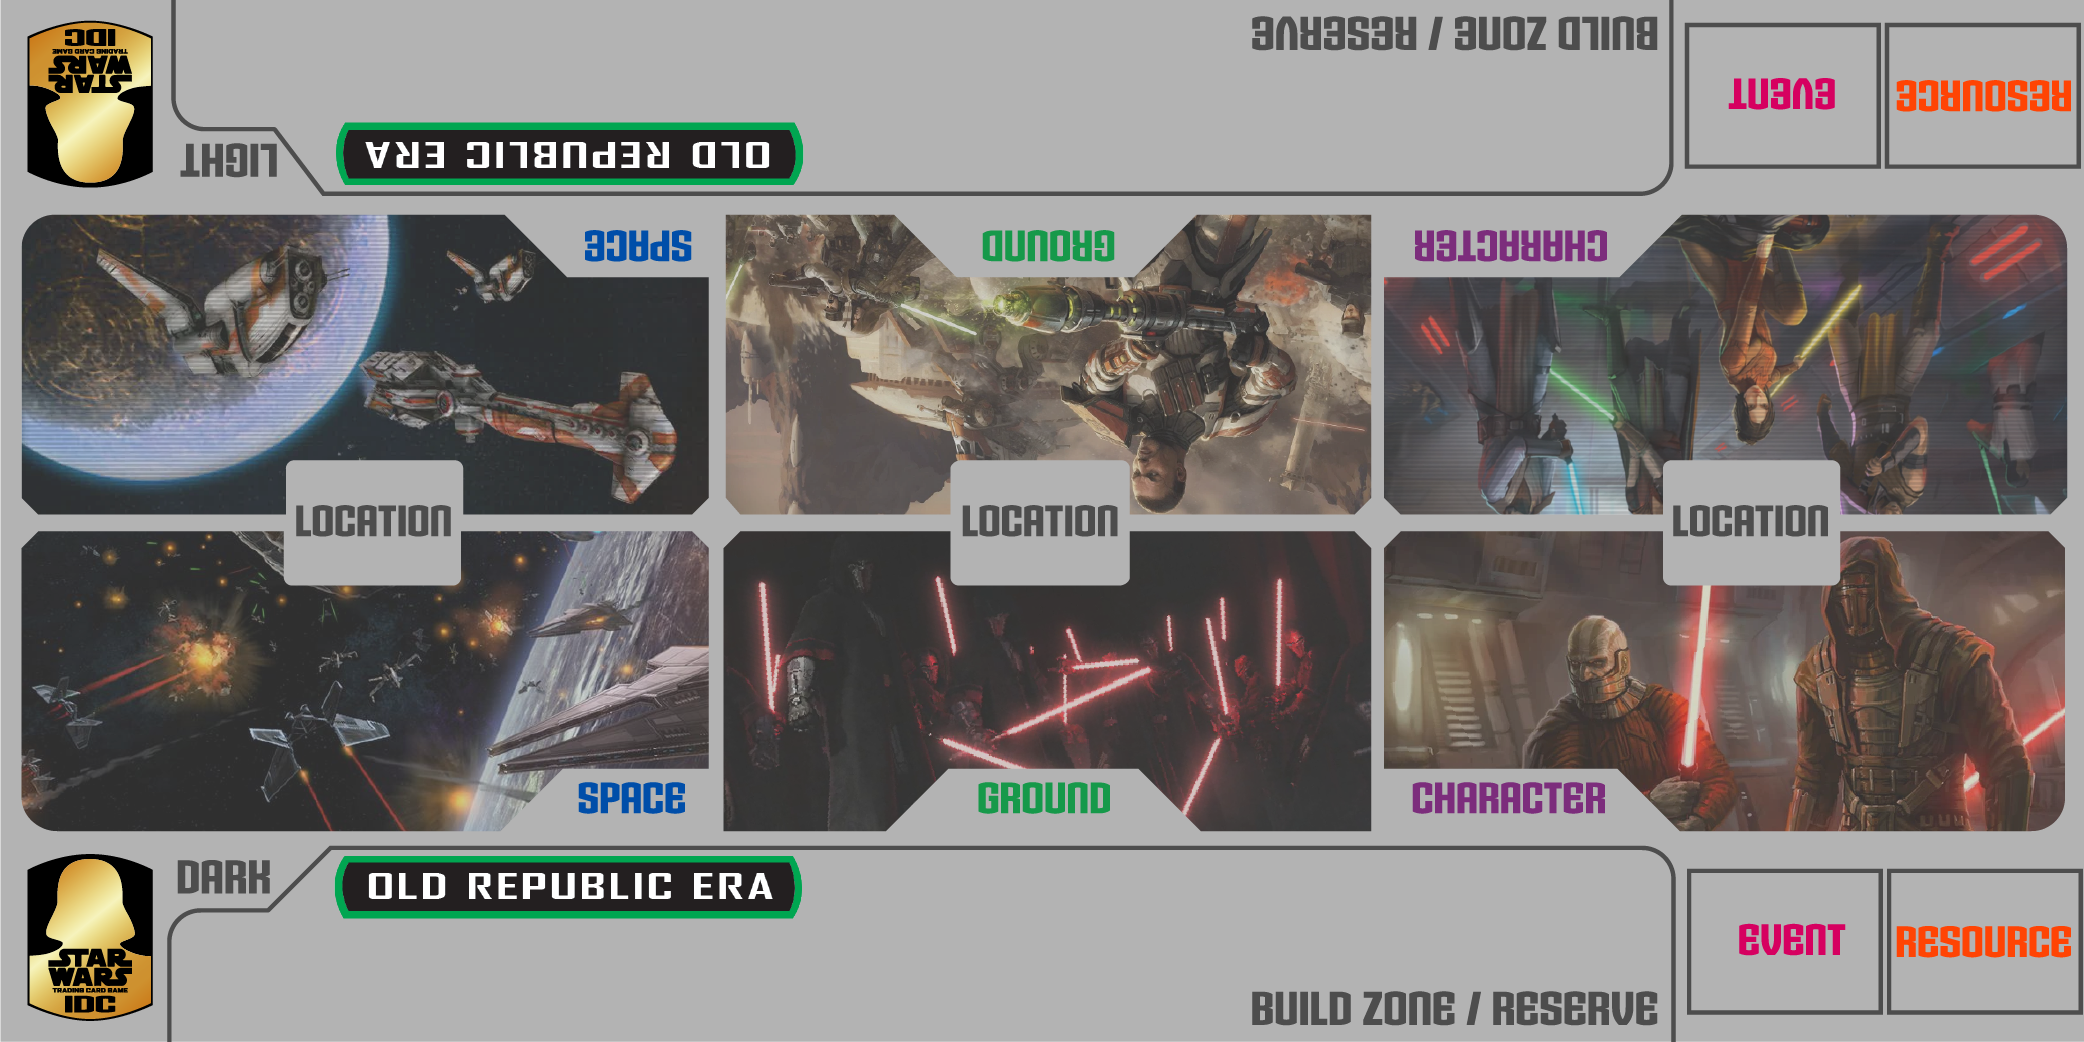 IDC
TRADING CARD GAME
WARS
STAR
BUILD ZONE / RESERVE
EVENT
RESOURCE
LIGHT
OLD REPUBLIC ERA
SPACE
GROUND
CHARACTER
LOCATION
LOCATION
LOCATION
SPACE
GROUND
CHARACTER
DARK
OLD REPUBLIC ERA
STAR
WARS
TRADING CARD GAME
IDC
EVENT
RESOURCE
BUILD ZONE / RESERVE